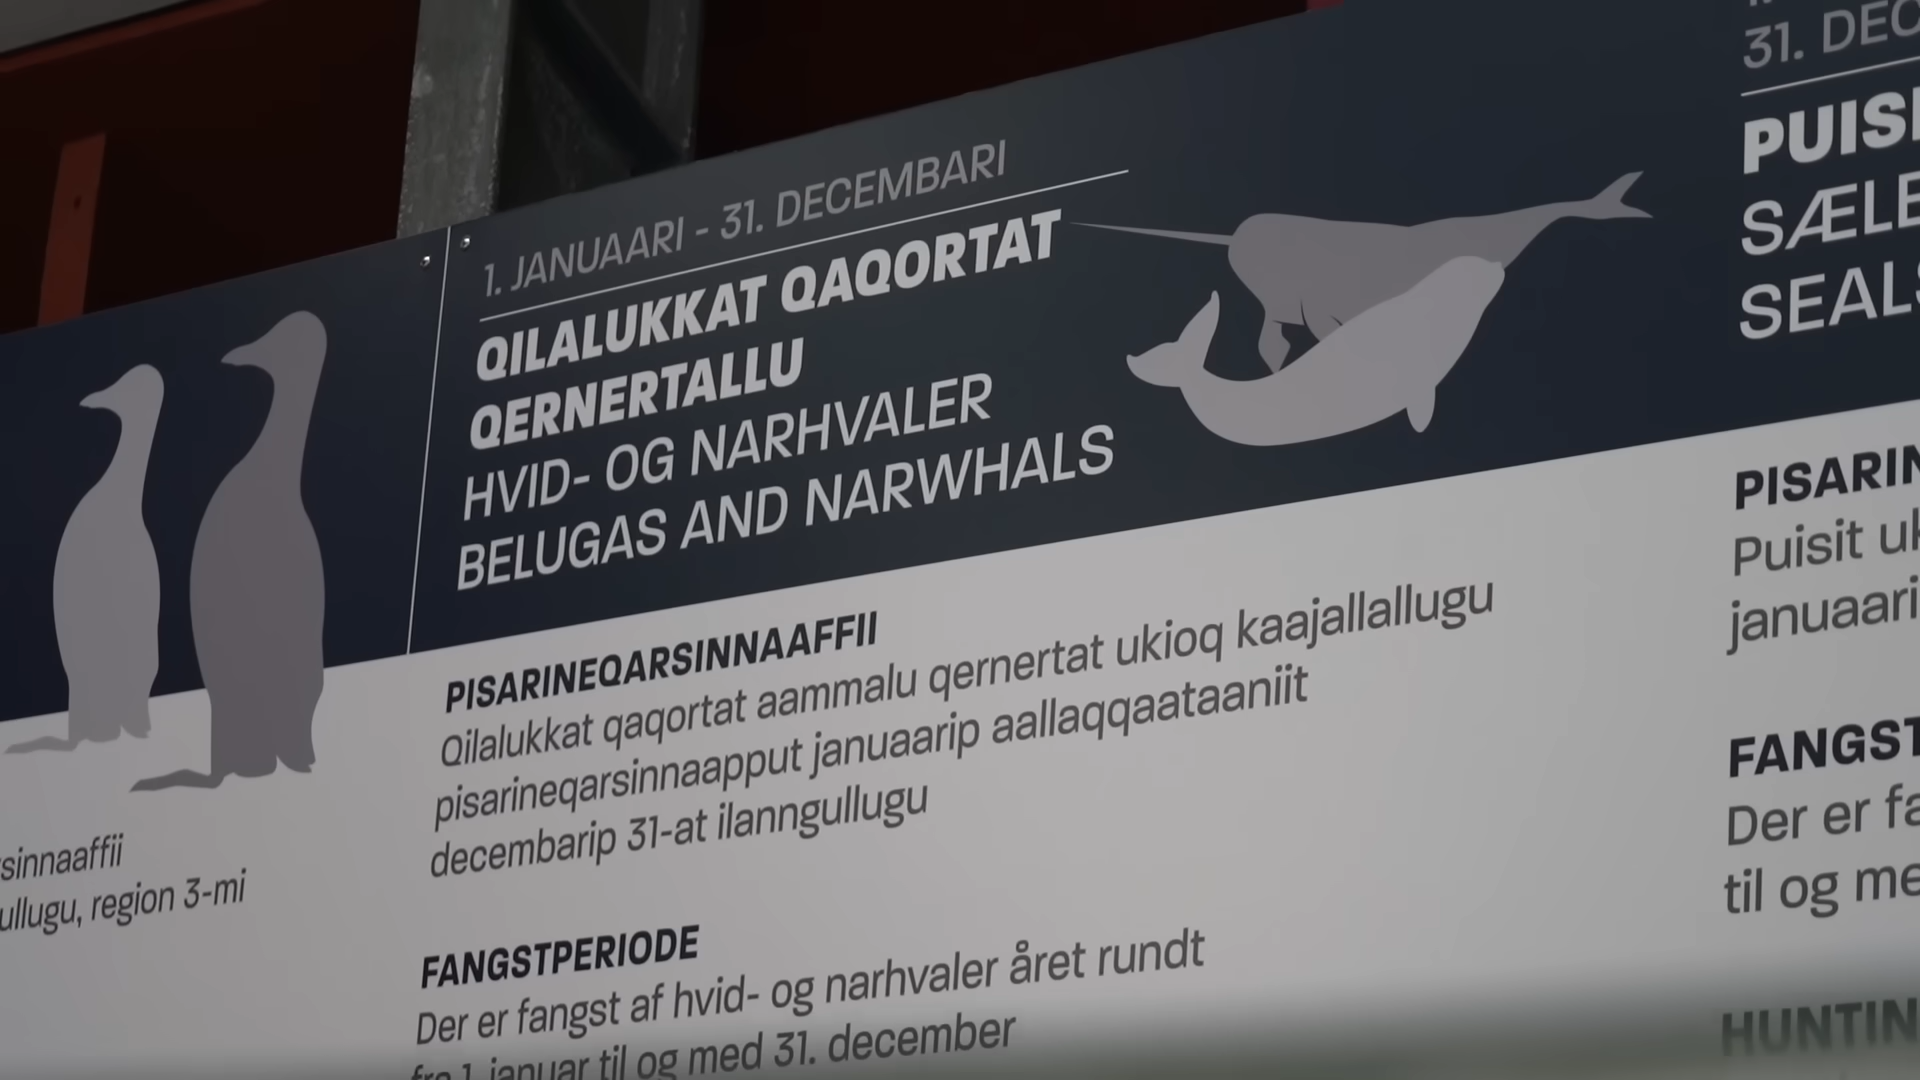 sinnaaffii
ullugu, region 3-mi
1. JANUAARI - 31. DECEMBARI
QILALUKKAT QAQORTAT
QERNERTALLU
HVID- OG NARHVALER
BELUGAS AND NARWHALS
PISARINEQARSINNAAFFII
Qilalukkat qaqortat aammalu qernertat ukioq kaajallallugu
pisarineqarsinnaapput januaarip aallaqqaataaniit
decembarip 31-at ilanngullugu
FANGSTPERIODE
Der er fangst af hvid- og narhvaler året rundt
fra 1. januar til og med 31. december
31. DEC
PUISI
SÆLE
SEALS
PISARIN
Puisit uk
januaari
FANGST
Der er fa
til og me
HUNTIN